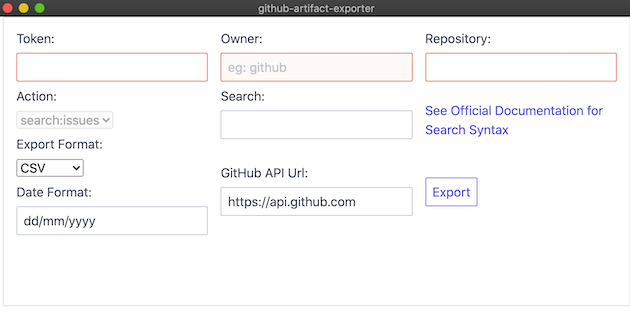 github-artifact-exporter
Token:
Owner:
Repository:
eg: github
Action:
Search:
search:issues
See Official Documentation for
Search Syntax
Export Format:
CSV
GitHub API Url:
Export
Date Format:
https://api.github.com
dd/mm/yyyy